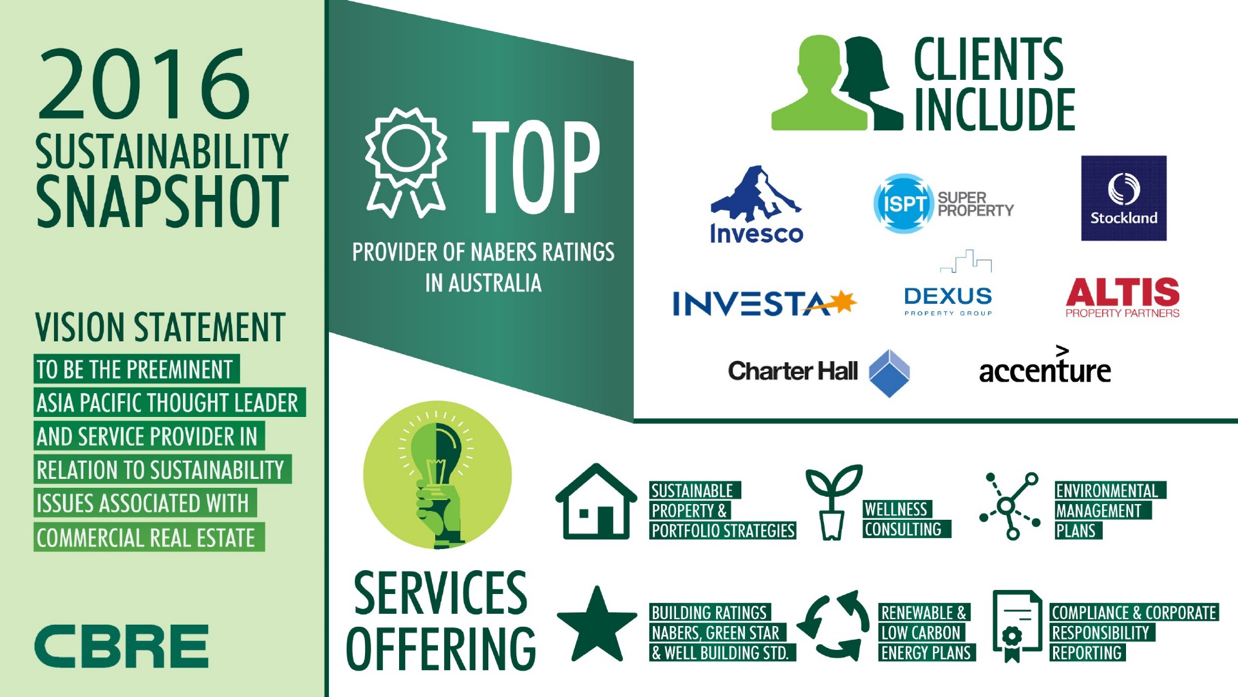 2016
SUSTAINABILITY
SNAPSHOT
VISION STATEMENT
TO BE THE PREEMINENT
ASIA PACIFIC THOUGHT LEADER
AND SERVICE PROVIDER IN
RELATION TO SUSTAINABILITY
ISSUES ASSOCIATED WITH
COMMERCIAL REAL ESTATE
CBRE
TOP
PROVIDER OF NABERS RATINGS
IN AUSTRALIA
CLIENTS
INCLUDE
Invesco
ISPT SUPER
PROPERTY
Stockland
INVESTA
DEXUS
PROPERTY GROUP
ALTIS
PROPERTY PARTNERS
Charter Hall
>
accenture
SERVICES
OFFERING
SUSTAINABLE
PROPERTY &
PORTFOLIO STRATEGIES
WELLNESS
CONSULTING
ENVIRONMENTAL
MANAGEMENT
PLANS
BUILDING RATINGS
NABERS, GREEN STAR
& WELL BUILDING STD.
RENEWABLE &
LOW CARBON
ENERGY PLANS
COMPLIANCE & CORPORATE
RESPONSIBILITY
REPORTING